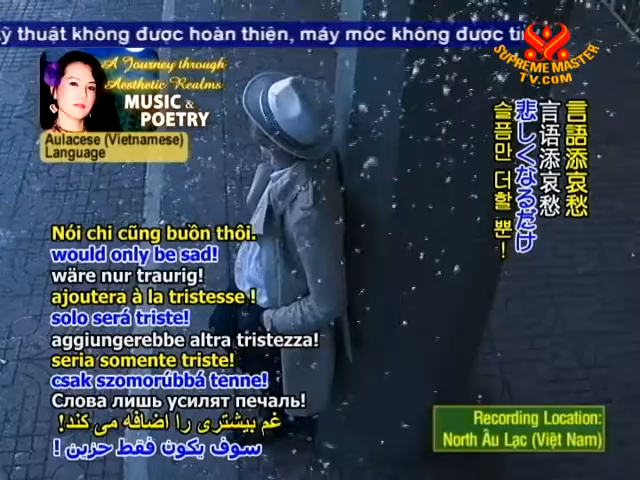 ỹ thuật không được hoàn thiện, máy móc không được ti
SUPREME MASTER
TV.COM
A Journey through
Aesthetic Realms
MUSIC &
POETRY
Aulacese (Vietnamese)
Language
言語添哀愁
言语添哀愁
悲しくなるだけ
슬픔만 더할 뿐!
Nói chi cũng buồn thôi.
would only be sad!
wäre nur traurig!
ajoutera à la tristesse !
solo será triste!
aggiungerebbe altra tristezza!
seria somente triste!
csak szomorúbbá tenne!
Слова лишь усилят печаль!
غم بیشتری را اضافه می کند!
سوف يكون فقط حزين !
Recording Location:
North Âu Lạc (Việt Nam)